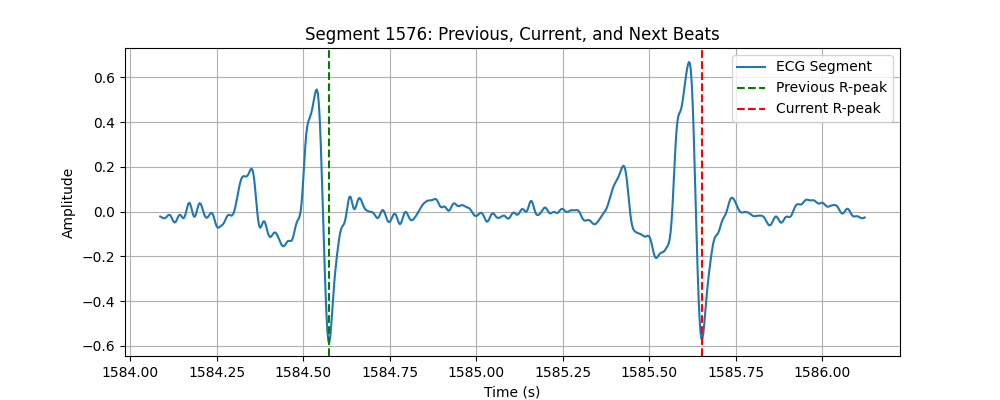 Segment 1576: Previous, Current, and Next Beats
ECG Segment
Previous R-peak
Current R-peak
Amplitude
0.6
0.4
0.2
0.0
−0.2
−0.4
−0.6
1584.00 1584.25 1584.50 1584.75 1585.00 1585.25 1585.50 1585.75 1586.00
Time (s)